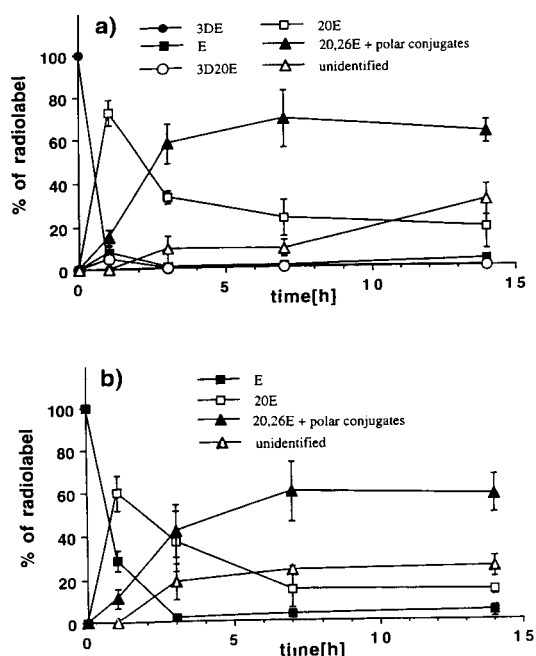 a)
3DE
E
3D20E
20E
20,26E + polar conjugates
unidentified
% of radiolabel
100
80
60
40
20
0
0
5
10
15
time[h]
b)
E
20E
20,26E + polar conjugates
unidentified
% of radiolabel
100
80
60
40
20
0
0
5
10
15
time[h]